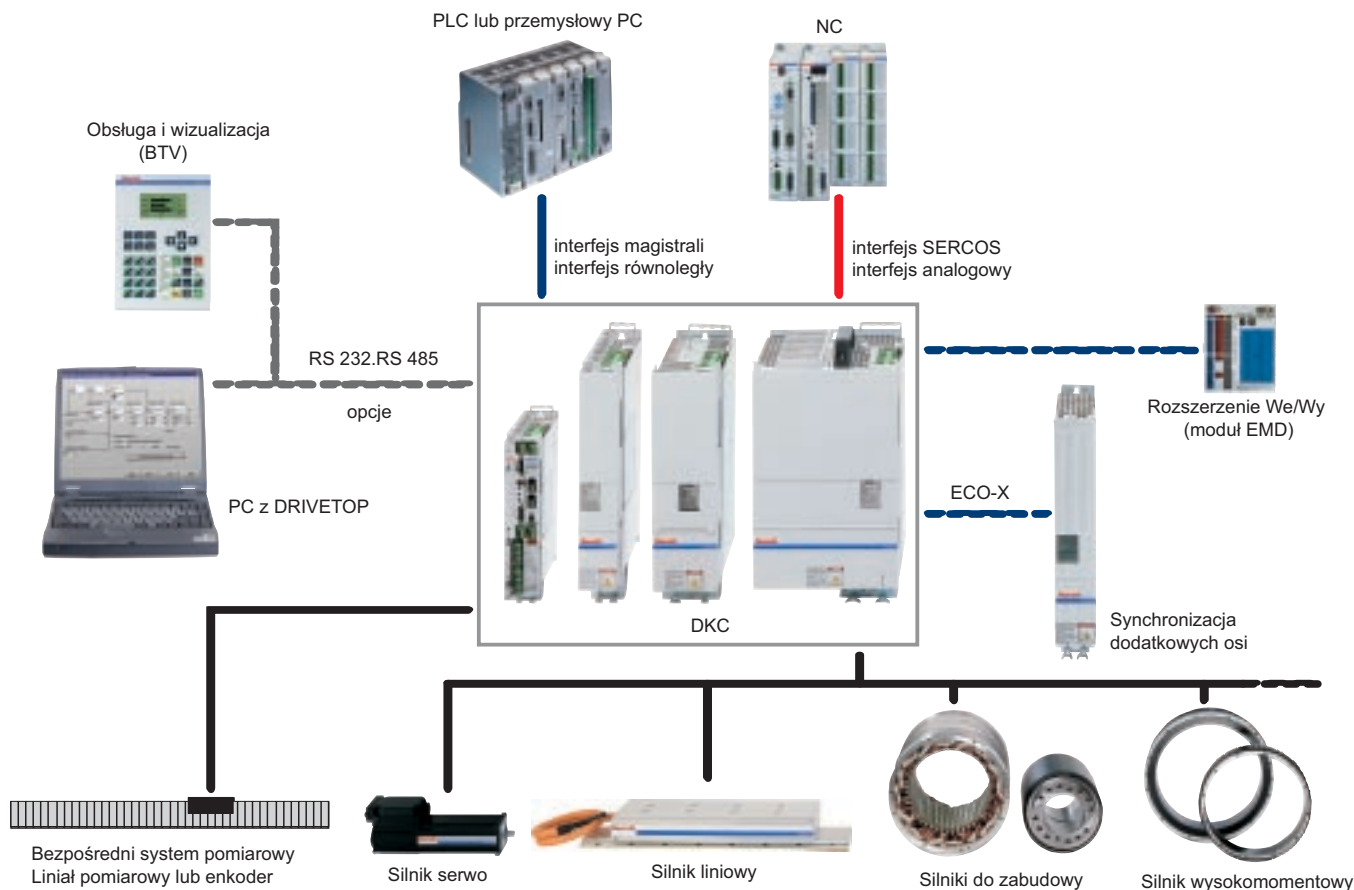 PLC lub przemysłowy PC
NC
Obsługa i wizualizacja
(BTV)
interfejs magistrali
interfejs równoległy
interfejs SERCOS
interfejs analogowy
RS 232.RS 485
opcje
Rozszerzenie We/Wy
(moduł EMD)
PC z DRIVETOP
ECO-X
DKC
Synchronizacja
dodatkowych osi
Bezpośredni system pomiarowy
Liniał pomiarowy lub enkoder
Silnik serwo
Silnik liniowy
Silniki do zabudowy
Silnik wysokomomentowy